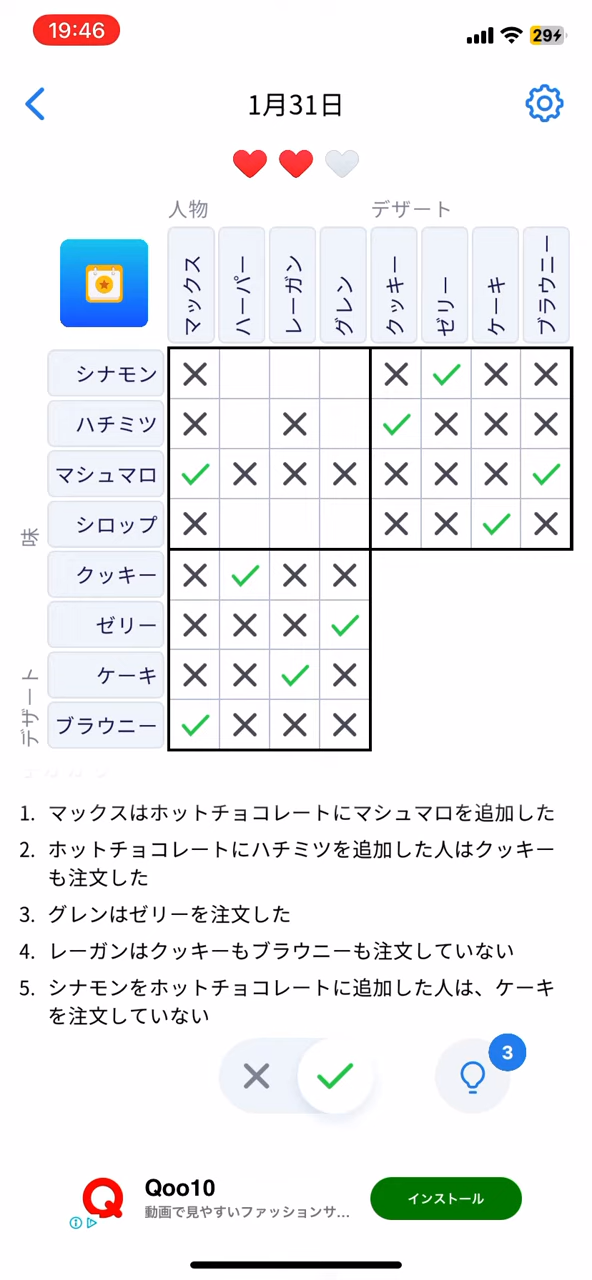 19:46
29
1月31日
人物
デザート
マックス
ハーパー
レーガン
グレン
クッキー
ゼリー
ケーキ
ブラウニー
味
シナモン
ハチミツ
マシュマロ
シロップ
デザート
クッキー
ゼリー
ケーキ
ブラウニー
1. マックスはホットチョコレートにマシュマロを追加した
2. ホットチョコレートにハチミツを追加した人はクッキー
も注文した
3. グレンはゼリーを注文した
4. レーガンはクッキーもブラウニーも注文していない
5. シナモンをホットチョコレートに追加した人は、ケーキ
を注文していない
3
Qoo10
動画で見やすいファッションサ...
インストール